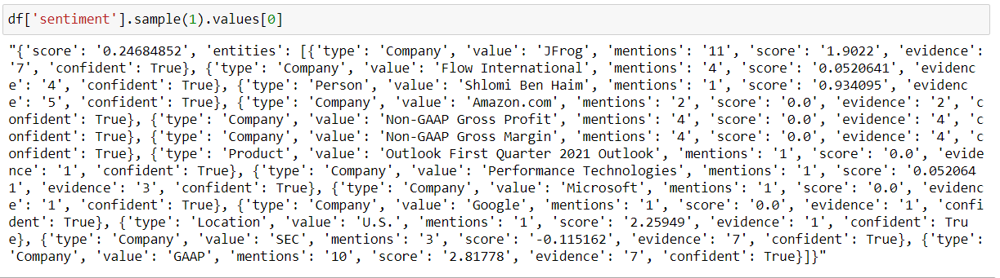 df['sentiment'].sample(1).values[0]
"{'score': '0.24684852', 'entities': [{'type': 'Company', 'value': 'JFrog', 'mentions': '11', 'score': '1.9022', 'evidence':
'7', 'confident': True}, {'type': 'Company', 'value': 'Flow International', 'mentions': '4', 'score': '0.0520641', 'evidenc
e': '4', 'confident': True}, {'type': 'Person', 'value': 'Shlomi Ben Haim', 'mentions': '1', 'score': '0.934095', 'evidenc
e': '5', 'confident': True}, {'type': 'Company', 'value': 'Amazon.com', 'mentions': '2', 'score': '0.0', 'evidence': '2', 'c
onfident': True}, {'type': 'Company', 'value': 'Non-GAAP Gross Profit', 'mentions': '4', 'score': '0.0', 'evidence': '4', 'c
onfident': True}, {'type': 'Company', 'value': 'Non-GAAP Gross Margin', 'mentions': '4', 'score': '0.0', 'evidence': '4', 'c
onfident': True}, {'type': 'Product', 'value': 'Outlook First Quarter 2021 Outlook', 'mentions': '1', 'score': '0.0', 'evide
nce': '1', 'confident': True}, {'type': 'Company', 'value': 'Performance Technologies', 'mentions': '1', 'score': '0.052064
1', 'evidence': '3', 'confident': True}, {'type': 'Company', 'value': 'Microsoft', 'mentions': '1', 'score': '0.0', 'evidenc
e': '1', 'confident': True}, {'type': 'Company', 'value': 'Google', 'mentions': '1', 'score': '0.0', 'evidence': '1', 'confi
dent': True}, {'type': 'Location', 'value': 'U.S.', 'mentions': '1', 'score': '2.25949', 'evidence': '1', 'confident': Tru
e}, {'type': 'Company', 'value': 'SEC', 'mentions': '3', 'score': '-0.115162', 'evidence': '7', 'confident': True}, {'type':
'Company', 'value': 'GAAP', 'mentions': '10', 'score': '2.81778', 'evidence': '7', 'confident': True}]}"